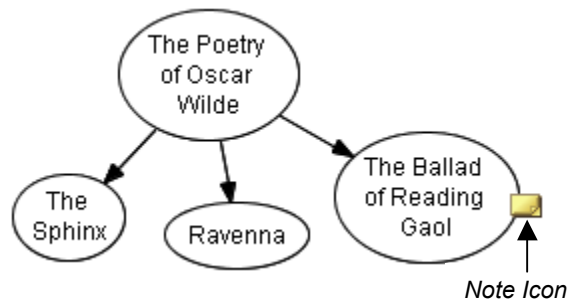 The Poetry
of Oscar
Wilde
The
Sphinx
Ravenna
The Ballad
of Reading
Gaol
Note Icon